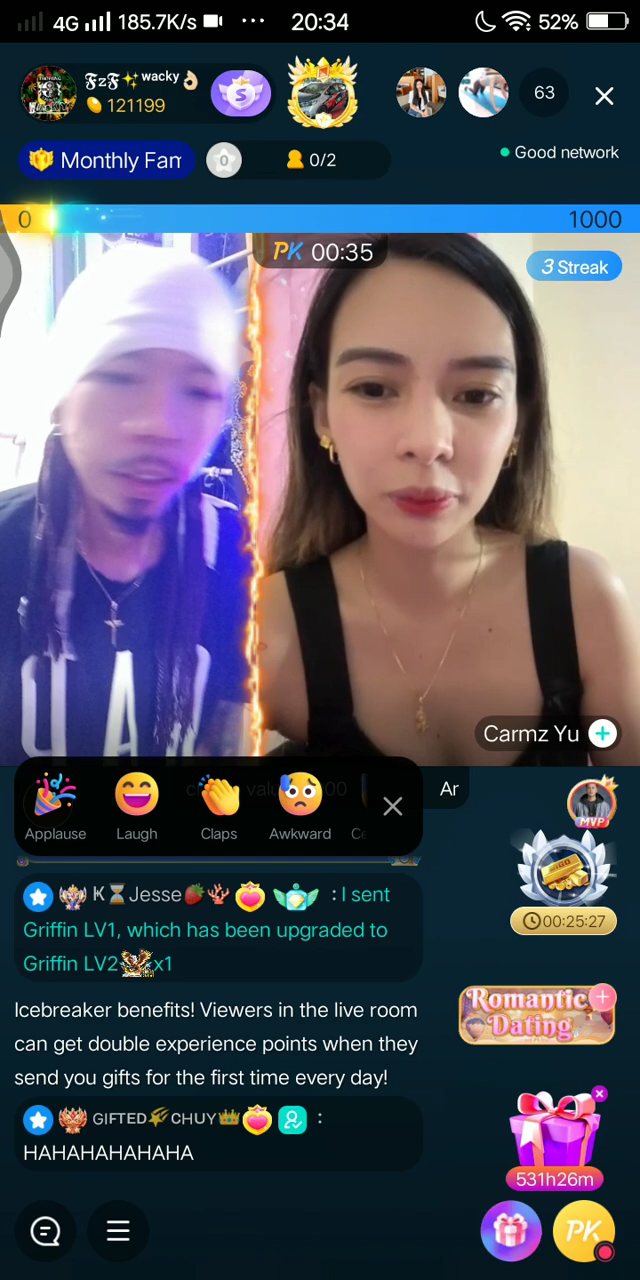 4G 185.7K/s ... 20:34 52%
𝕱𝖟𝕱✨ʷᵃᶜᵏʸ👌🏼
121199
S
63
Monthly Fam
0
0/2
Good network
0
1000
PK 00:35
3 Streak
Carmz Yu
Applause
Laugh
Claps
Awkward
Ar
MVP
K⏳Jesse🍓🪸 : I sent
Griffin LV1, which has been upgraded to
Griffin LV2 x1
00:25:27
Icebreaker benefits! Viewers in the live room
can get double experience points when they
send you gifts for the first time every day!
Romantic
Dating
GIFTED CHUY👑 :
HAHAHAHAHAHA
531h26m
PK